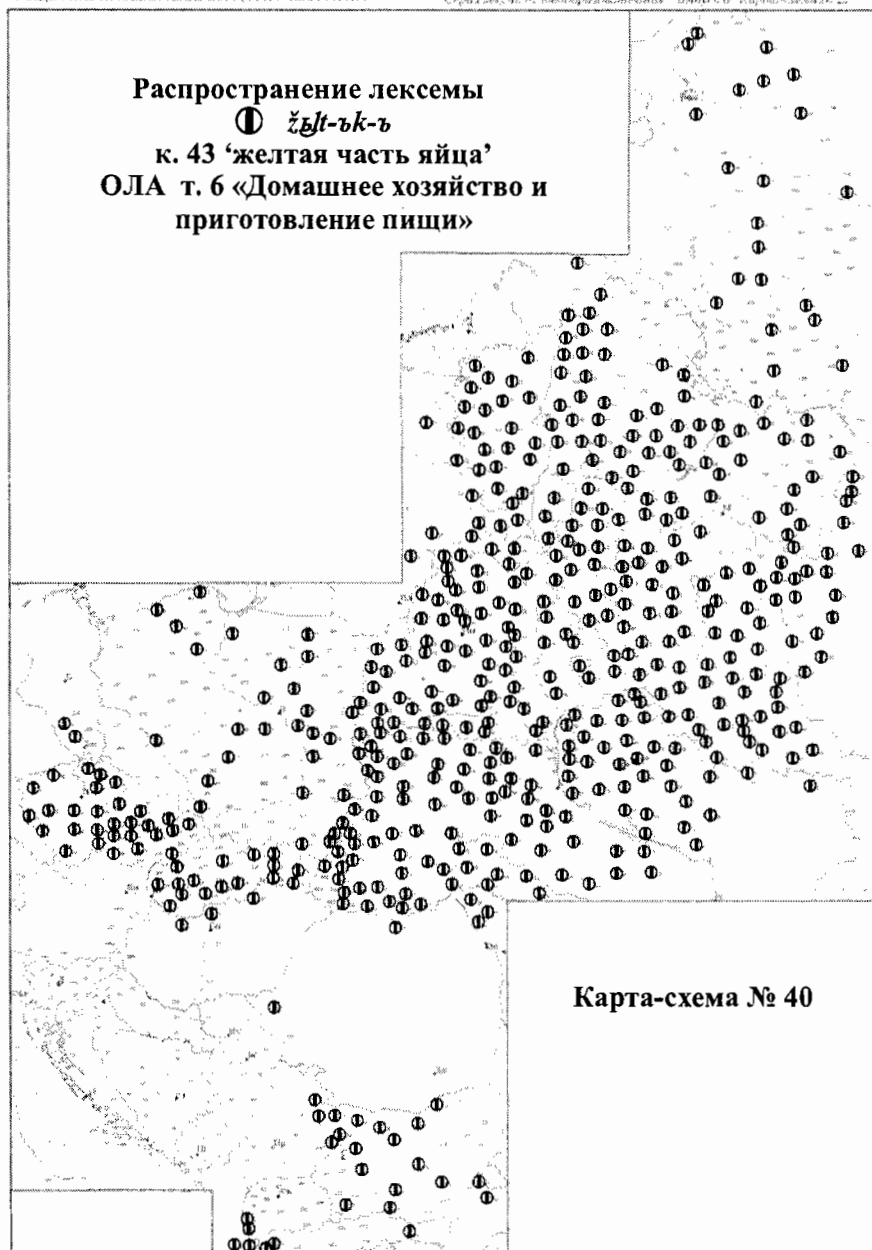 Распространение лексемы
žьlt-ъk-ъ
к. 43 ‘желтая часть яйца’
ОЛА т. 6 «Домашнее хозяйство и
приготовление пищи»
Карта-схема № 40